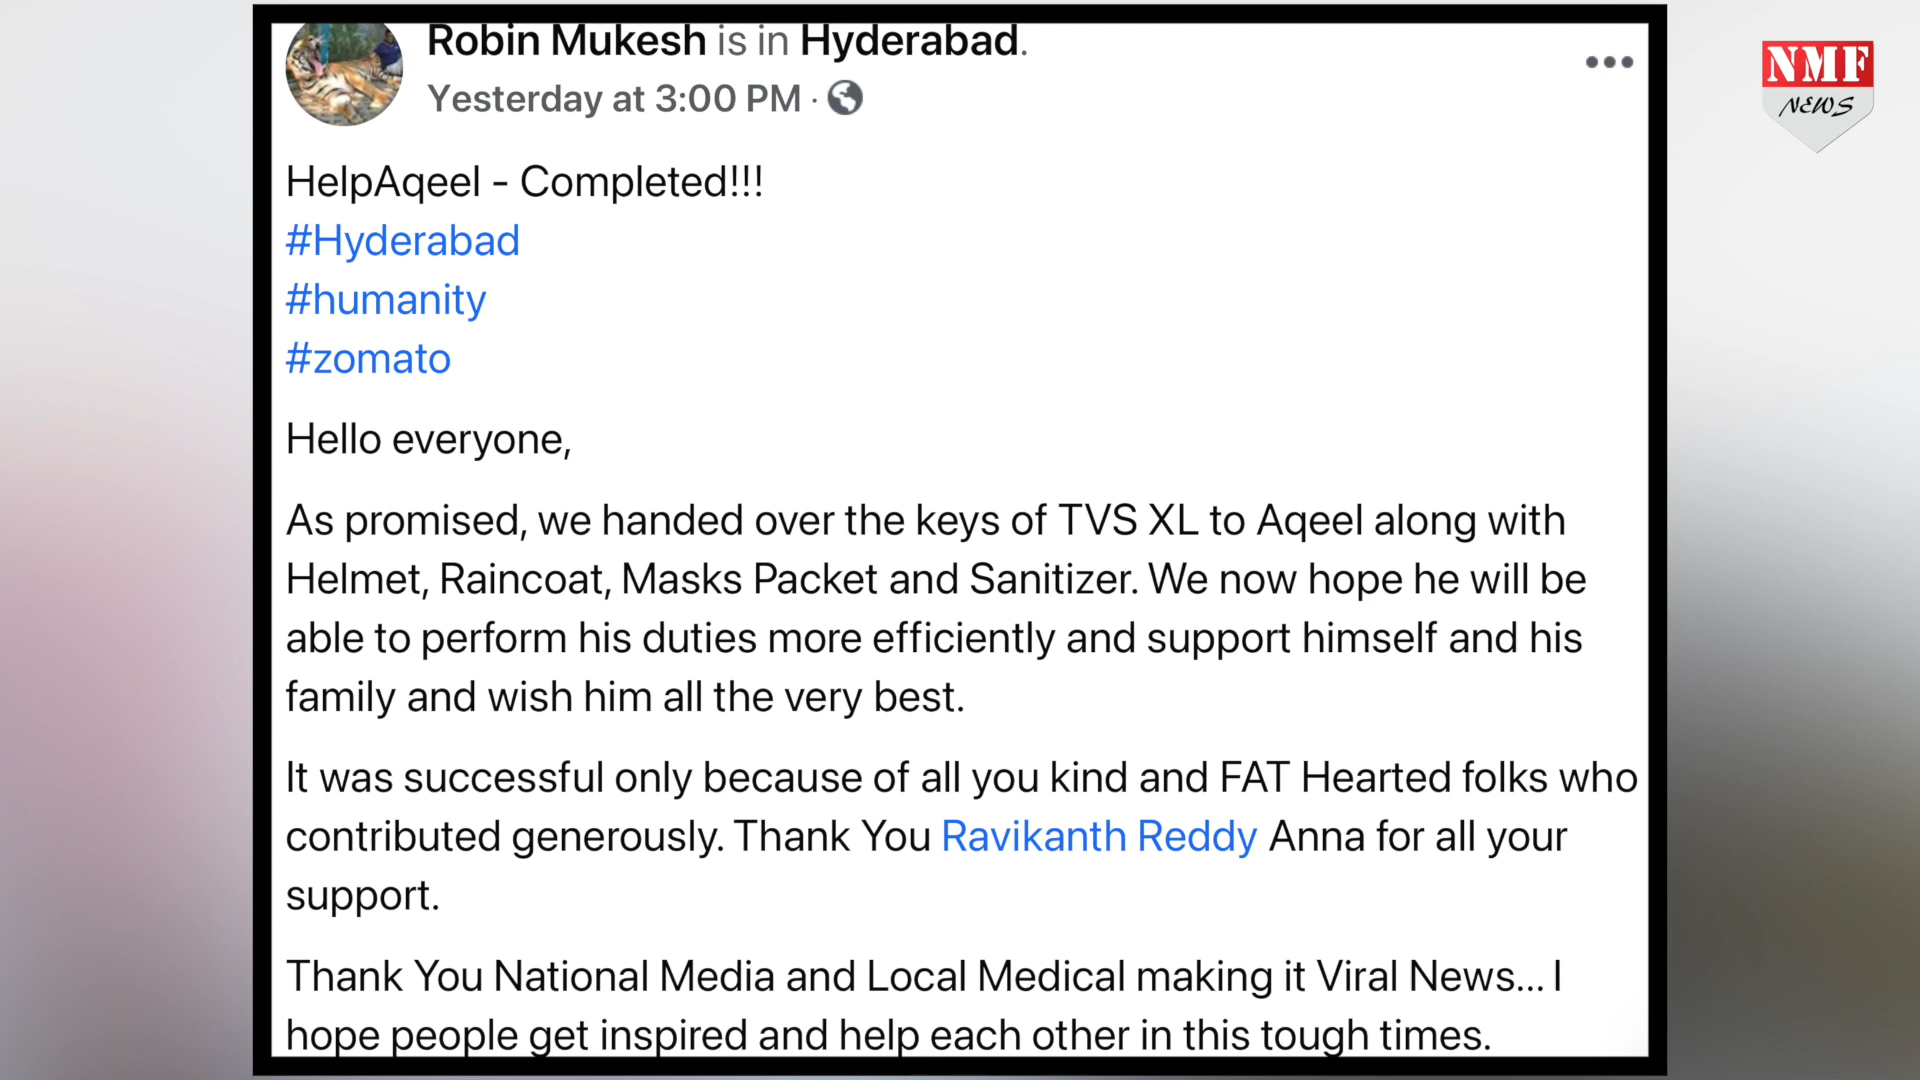 Robin Mukesh is in Hyderabad.
Yesterday at 3:00 PM ·
NMF
NEWS
HelpAqeel - Completed!!!
#Hyderabad
#humanity
#zomato
Hello everyone,
As promised, we handed over the keys of TVS XL to Aqeel along with
Helmet, Raincoat, Masks Packet and Sanitizer. We now hope he will be
able to perform his duties more efficiently and support himself and his
family and wish him all the very best.
It was successful only because of all you kind and FAT Hearted folks who
contributed generously. Thank You Ravikanth Reddy Anna for all your
support.
Thank You National Media and Local Medical making it Viral News... I
hope people get inspired and help each other in this tough times.